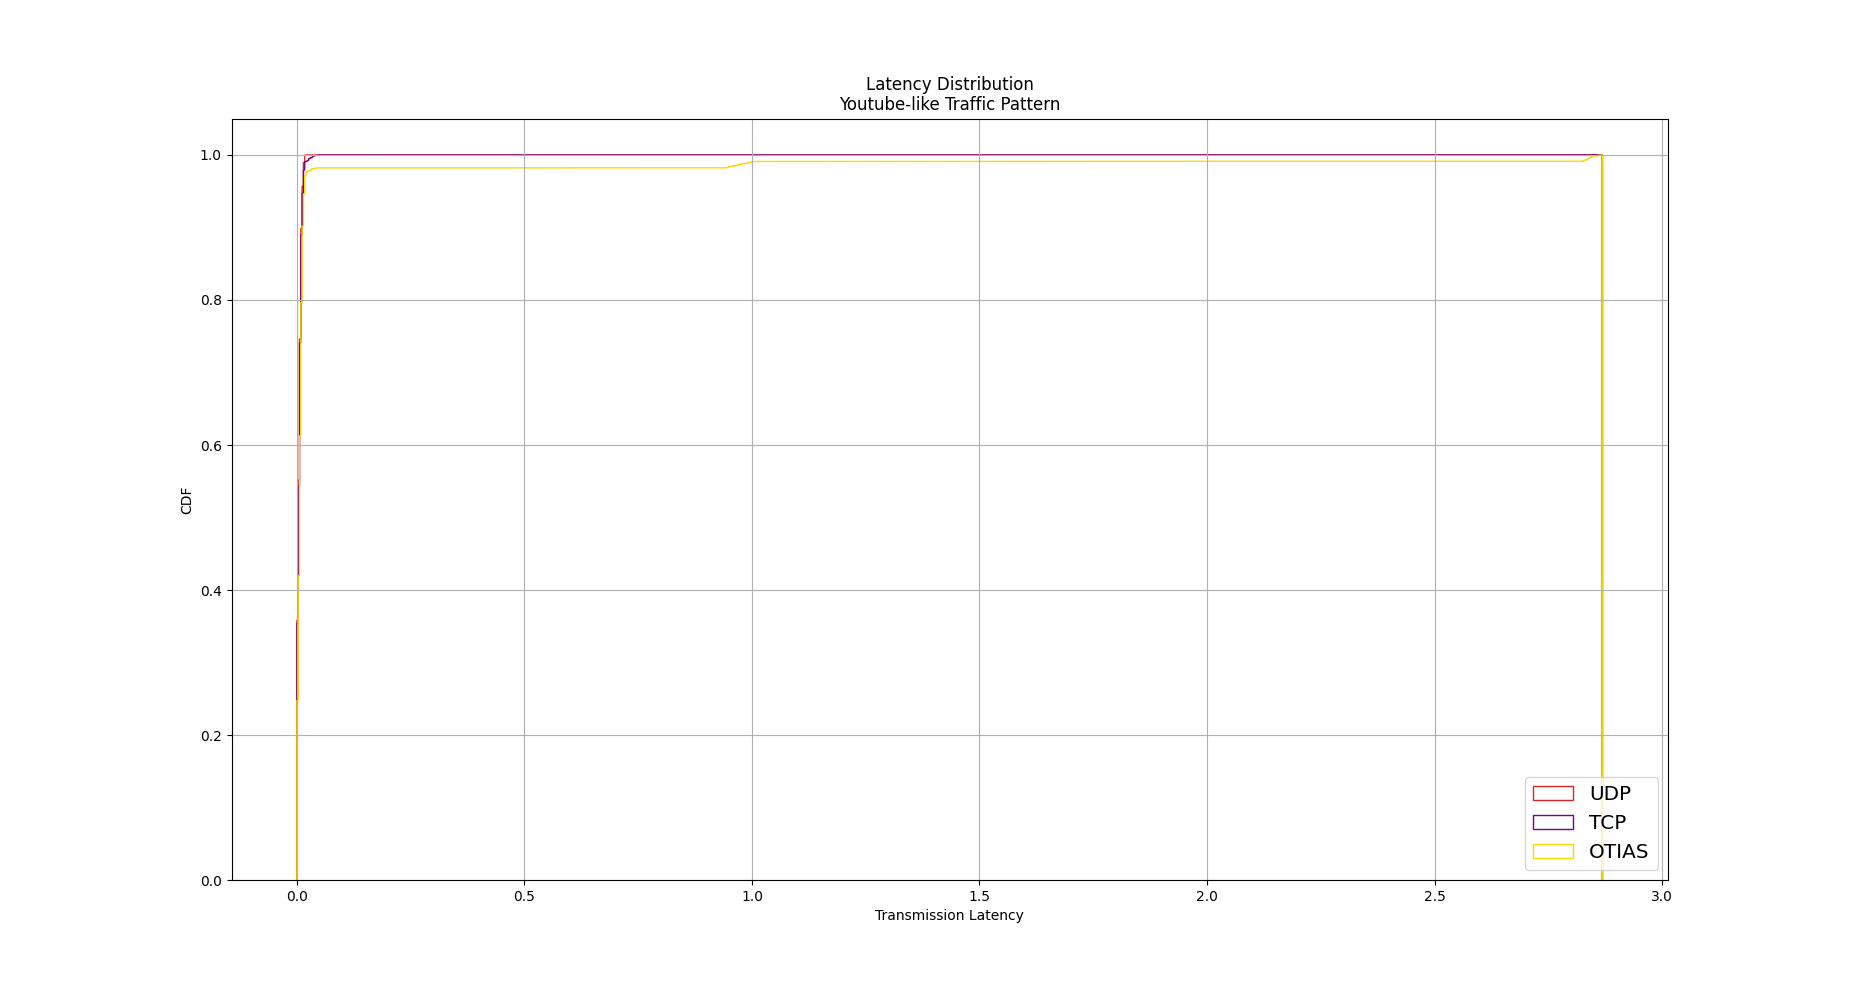 Latency Distribution
Youtube-like Traffic Pattern
1.0
0.8
0.6
0.4
0.2
0.0
CDF
0.0 0.5 1.0 1.5 2.0 2.5 3.0
Transmission Latency
UDP
TCP
OTIAS